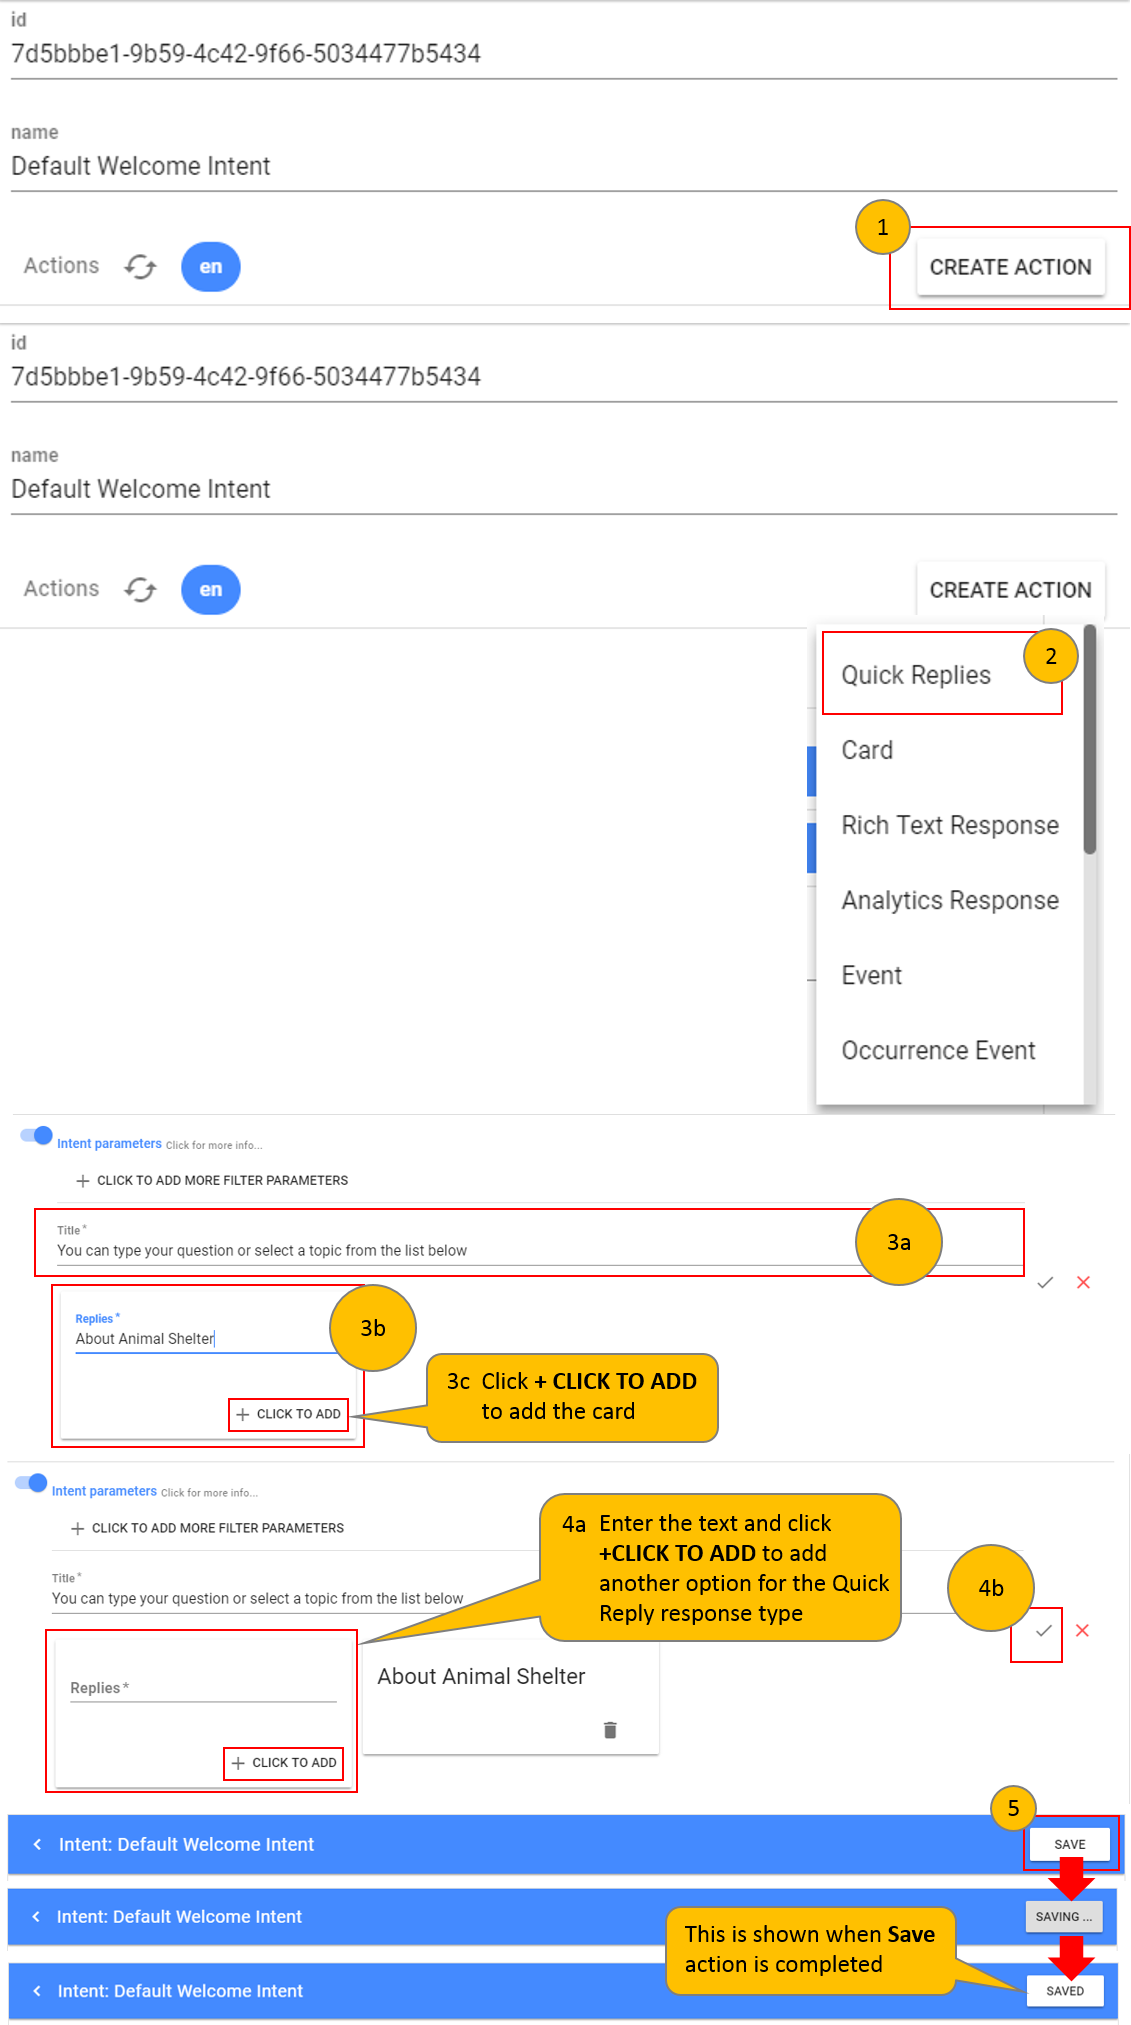 id
7d5bbbe1-9b59-4c42-9f66-5034477b5434
name
Default Welcome Intent
1
Actions en CREATE ACTION
id
7d5bbbe1-9b59-4c42-9f66-5034477b5434
name
Default Welcome Intent
Actions en CREATE ACTION
2
Quick Replies
Card
Rich Text Response
Analytics Response
Event
Occurrence Event
Intent parameters Click for more info...
+ CLICK TO ADD MORE FILTER PARAMETERS
Title *
You can type your question or select a topic from the list below
3a
Replies *
About Animal Shelter
3b
3c Click + CLICK TO ADD
to add the card
+ CLICK TO ADD
Intent parameters Click for more info...
+ CLICK TO ADD MORE FILTER PARAMETERS
4a Enter the text and click
+CLICK TO ADD to add
another option for the Quick
Reply response type
4b
Title *
You can type your question or select a topic from the list below
Replies *
About Animal Shelter
+ CLICK TO ADD
5
Intent: Default Welcome Intent SAVE
Intent: Default Welcome Intent SAVING ...
This is shown when Save
action is completed
Intent: Default Welcome Intent SAVED